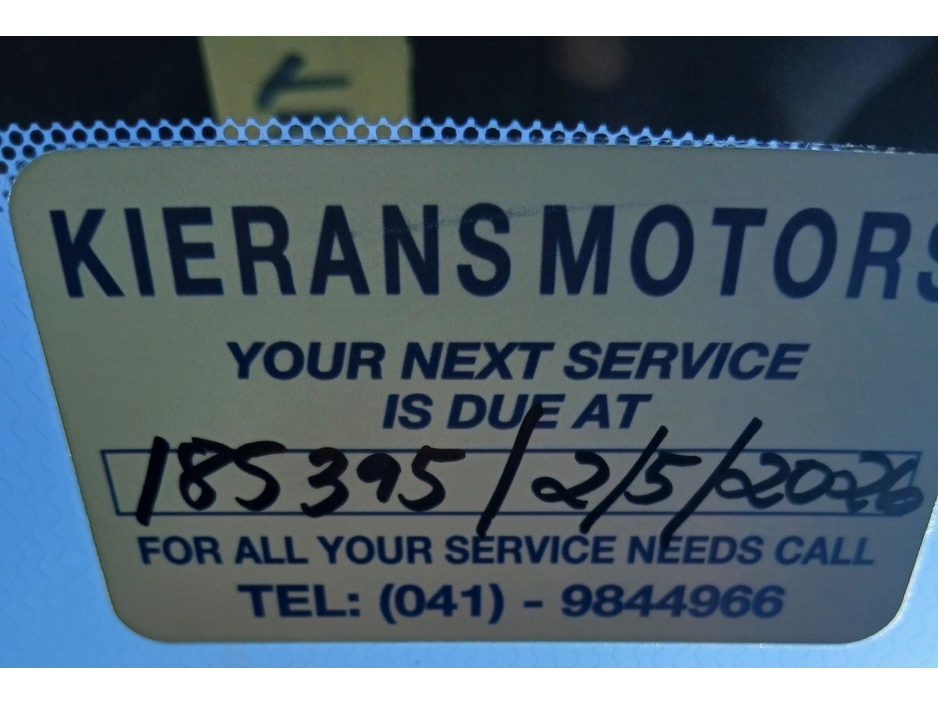 KIERANS MOTORS
YOUR NEXT SERVICE
IS DUE AT
185395/2/5/2026
FOR ALL YOUR SERVICE NEEDS CALL
TEL: (041) - 9844966